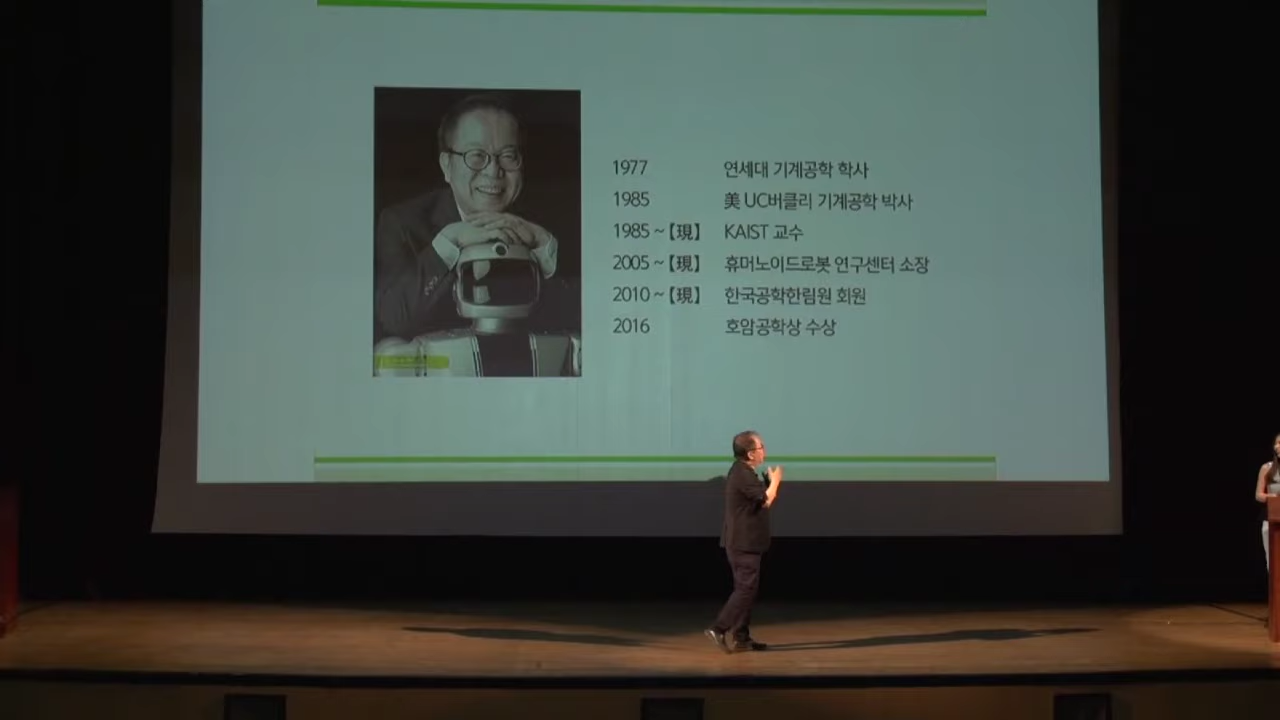 1977 연세대 기계공학 학사
1985 美 UC버클리 기계공학 박사
1985 ~【現】 KAIST 교수
2005 ~【現】 휴머노이드로봇 연구센터 소장
2010 ~【現】 한국공학한림원 회원
2016 호암공학상 수상